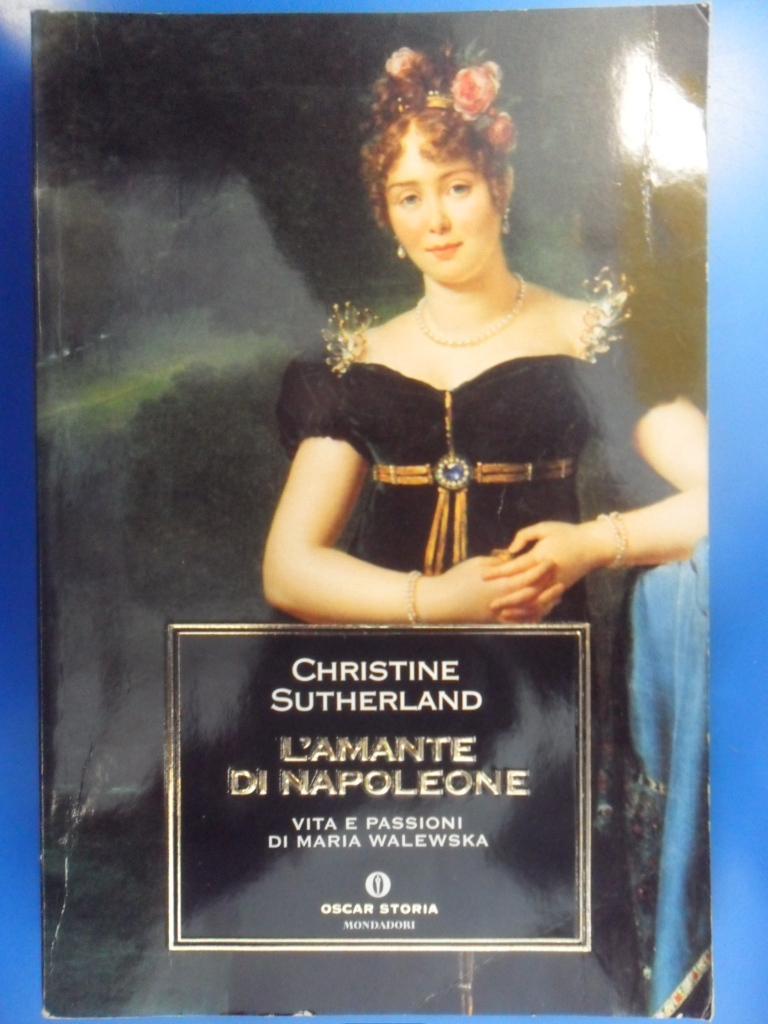 CHRISTINE
SUTHERLAND
L'AMANTE
DI NAPOLEONE
VITA E PASSIONI
DI MARIA WALEWSKA
OSCAR STORIA
MONDADORI